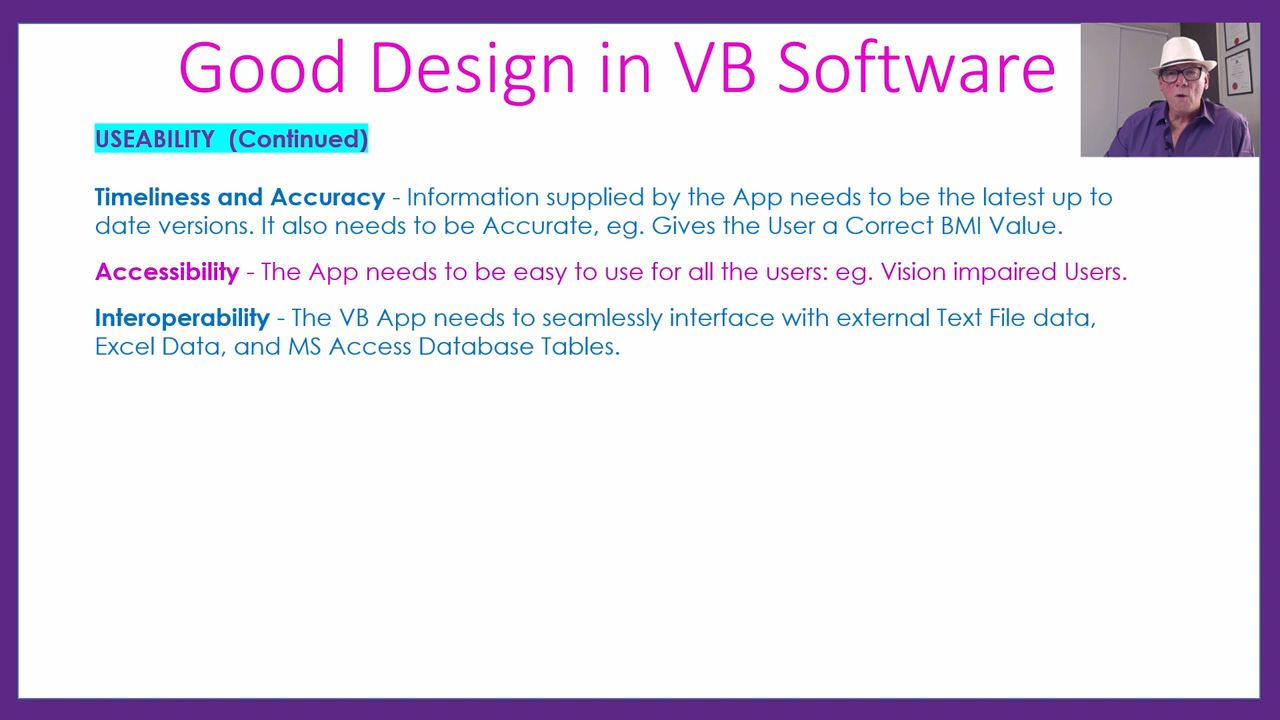 Good Design in VB Software
USEABILITY  (Continued)
Timeliness and Accuracy - Information supplied by the App needs to be the latest up to
date versions. It also needs to be Accurate, eg. Gives the User a Correct BMI Value.
Accessibility - The App needs to be easy to use for all the users: eg. Vision impaired Users.
Interoperability - The VB App needs to seamlessly interface with external Text File data,
Excel Data, and MS Access Database Tables.